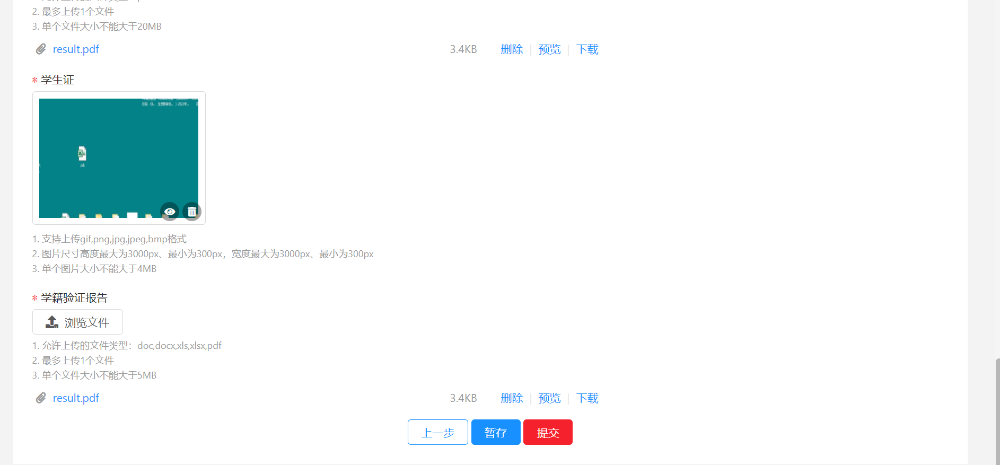 2. 最多上传1个文件
3. 单个文件大小不能大于20MB
result.pdf 3.4KB 删除 | 预览 | 下载
* 学生证
1. 支持上传gif,png,jpg,jpeg,bmp格式
2. 图片尺寸高度最大为3000px、最小为300px，宽度最大为3000px、最小为300px
3. 单个图片大小不能大于4MB
* 学籍验证报告
浏览文件
1. 允许上传的文件类型：doc,docx,xls,xlsx,pdf
2. 最多上传1个文件
3. 单个文件大小不能大于5MB
result.pdf 3.4KB 删除 | 预览 | 下载
上一步 暂存 提交